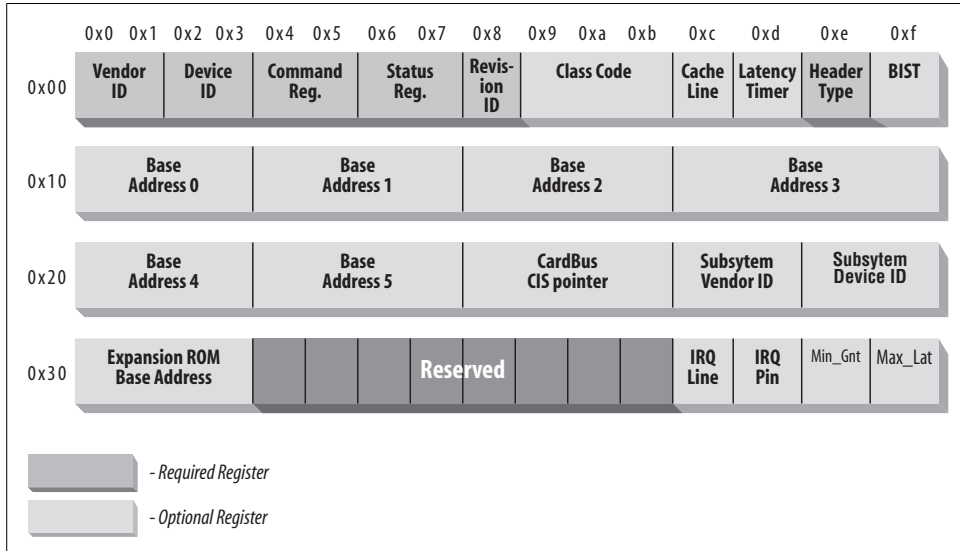 0x0 0x1 0x2 0x3 0x4 0x5 0x6 0x7 0x8 0x9 0xa 0xb 0xc 0xd 0xe 0xf
0x00
Vendor
ID
Device
ID
Command
Reg.
Status
Reg.
Revis-
ion
ID
Class Code
Cache
Line
Latency
Timer
Header
Type
BIST
0x10
Base
Address 0
Base
Address 1
Base
Address 2
Base
Address 3
0x20
Base
Address 4
Base
Address 5
CardBus
CIS pointer
Subsytem
Vendor ID
Subsytem
Device ID
0x30
Expansion ROM
Base Address
Reserved
IRQ
Line
IRQ
Pin
Min_Gnt
Max_Lat
- Required Register
- Optional Register